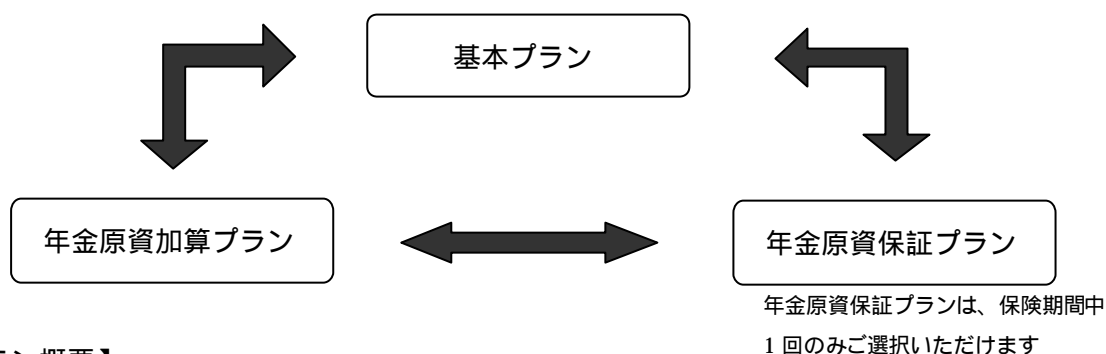 基本プラン
年金原資加算プラン
年金原資保証プラン
年金原資保証プランは、保険期間中
1 回のみご選択いただけます
概要】